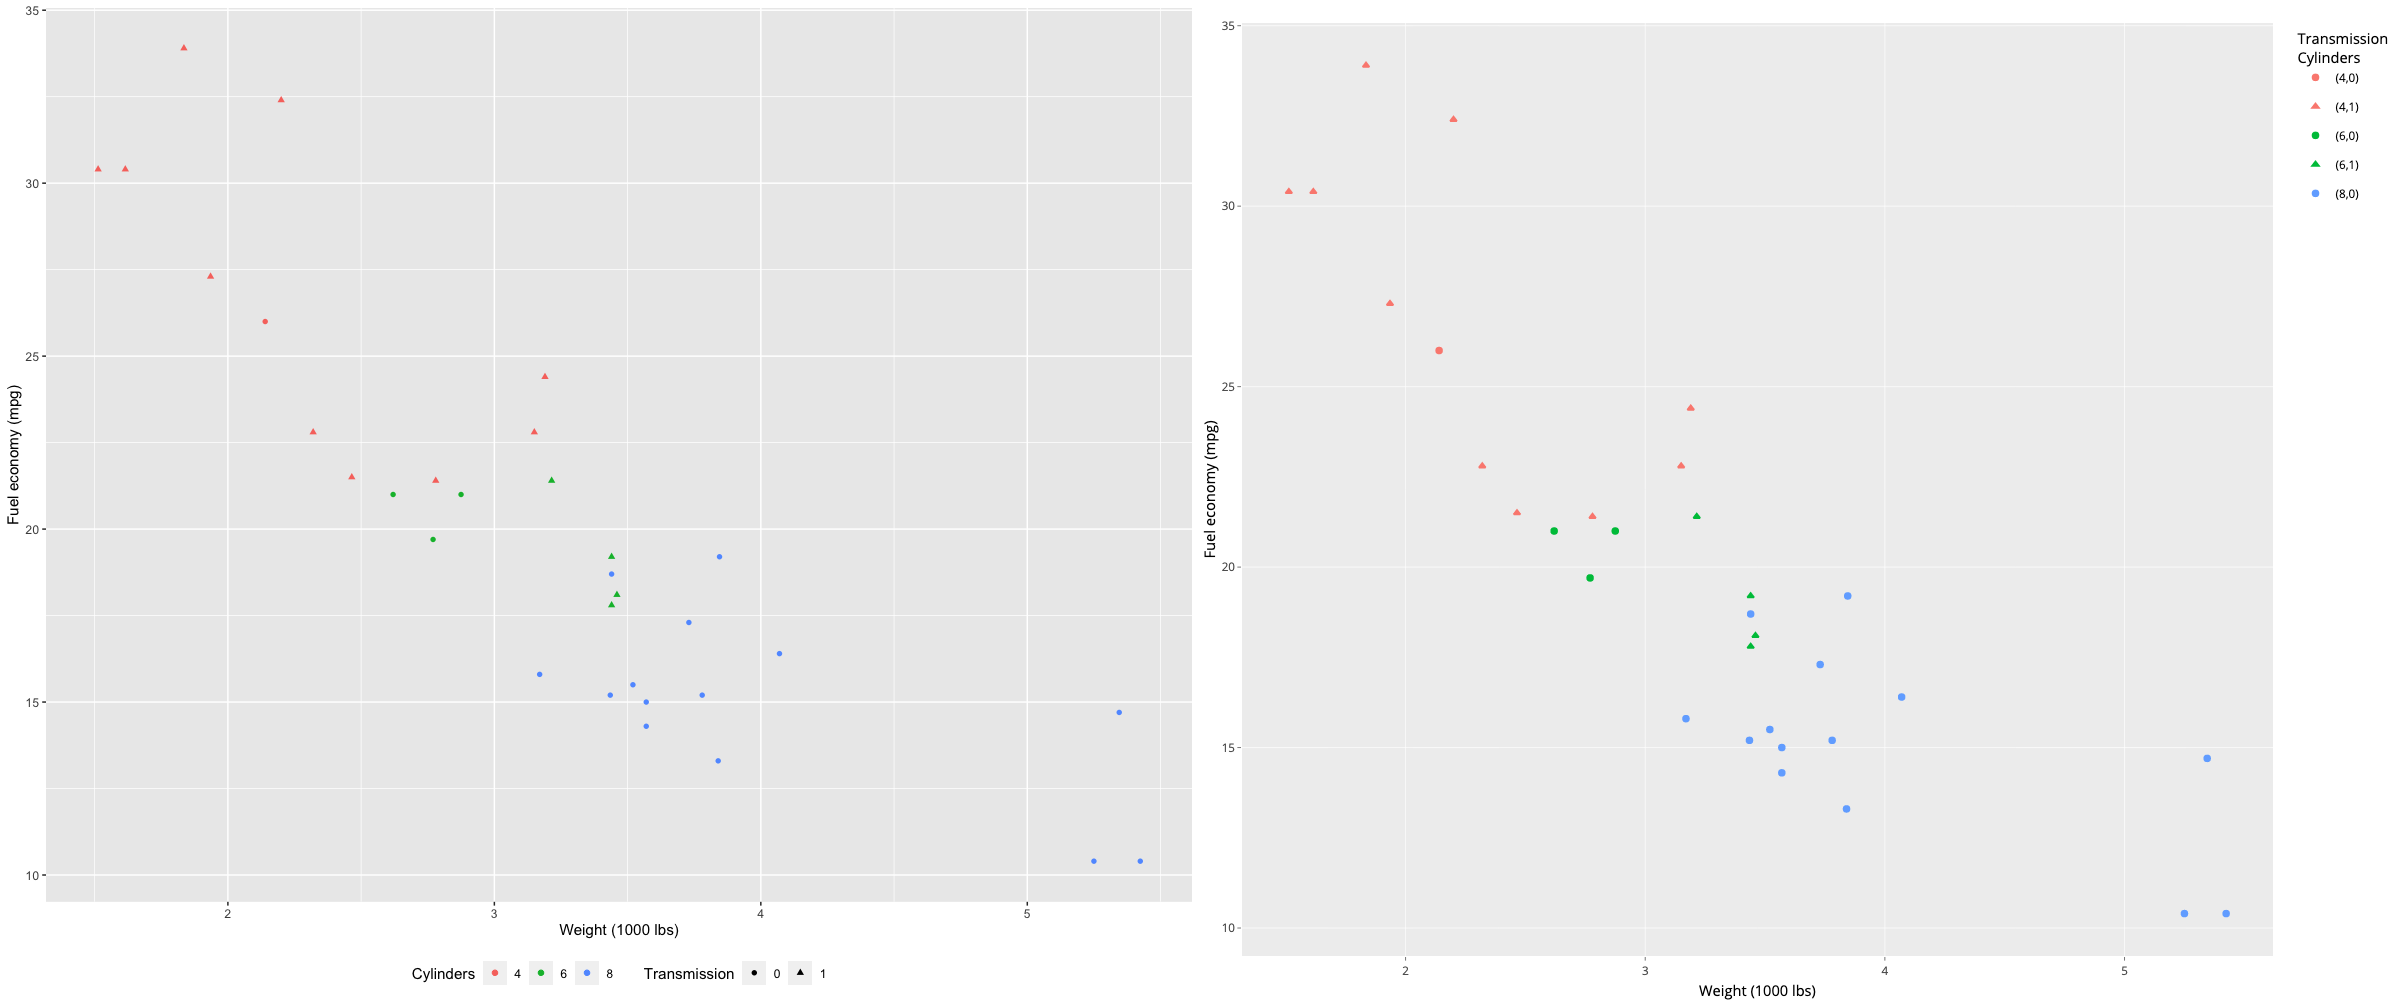 35
30
25
20
15
10
Fuel economy (mpg)
2 3 4 5
Weight (1000 lbs)
Cylinders 4 6 8 Transmission 0 1
35
30
25
20
15
10
Fuel economy (mpg)
2 3 4 5
Weight (1000 lbs)
Transmission
Cylinders
(4,0)
(4,1)
(6,0)
(6,1)
(8,0)